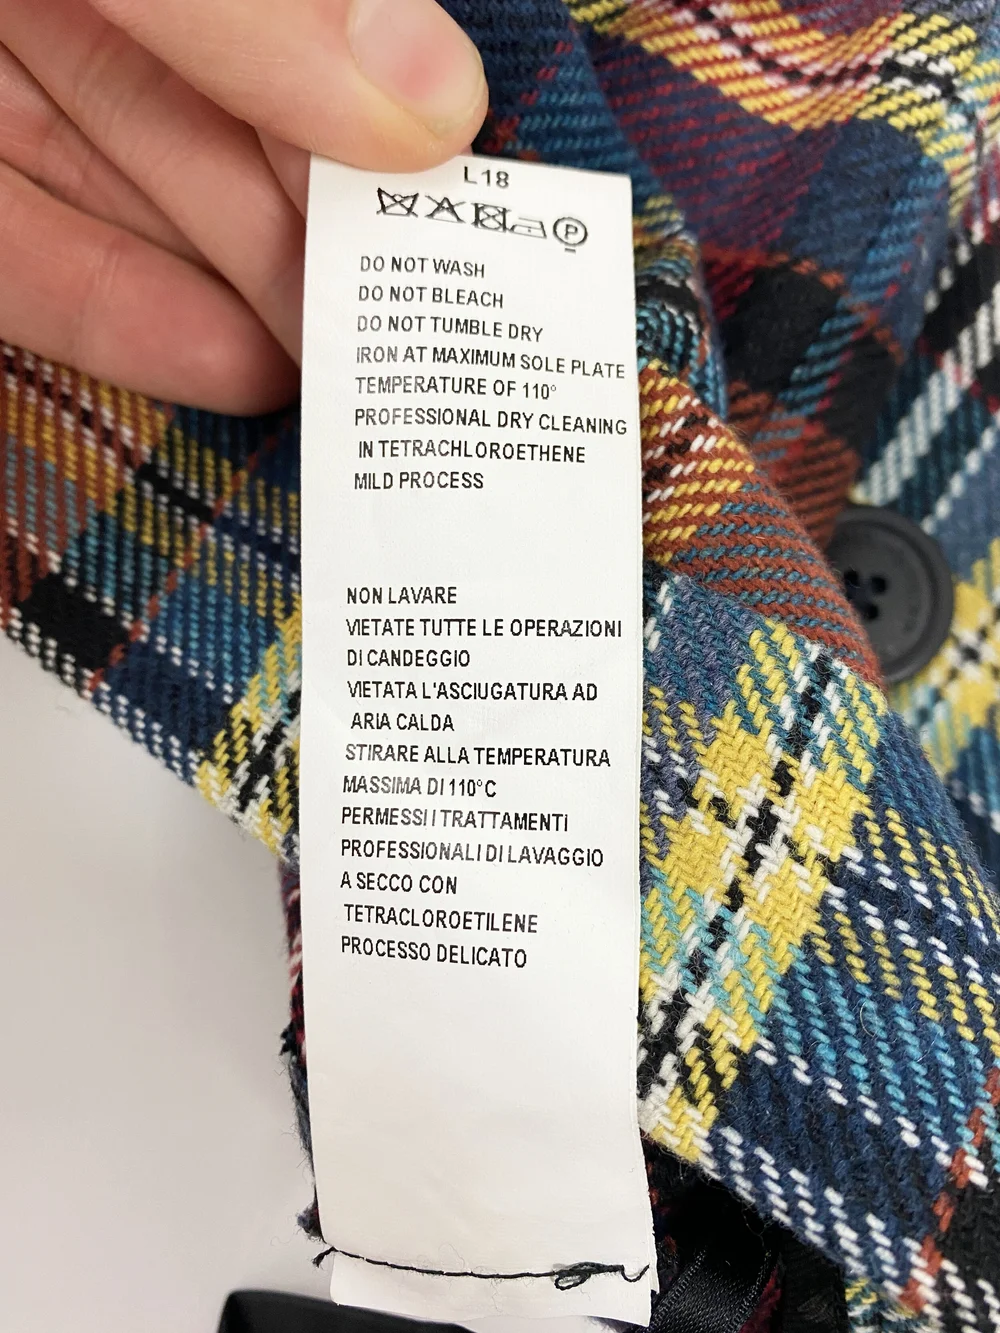 L18
P
DO NOT WASH
DO NOT BLEACH
DO NOT TUMBLE DRY
IRON AT MAXIMUM SOLE PLATE
TEMPERATURE OF 110°
PROFESSIONAL DRY CLEANING
IN TETRACHLOROETHENE
MILD PROCESS
NON LAVARE
VIETATE TUTTE LE OPERAZIONI
DI CANDEGGIO
VIETATA L'ASCIUGATURA AD
ARIA CALDA
STIRARE ALLA TEMPERATURA
MASSIMA DI 110°C
PERMESSI I TRATTAMENTI
PROFESSIONALI DI LAVAGGIO
A SECCO CON
TETRACLOROETILENE
PROCESSO DELICATO